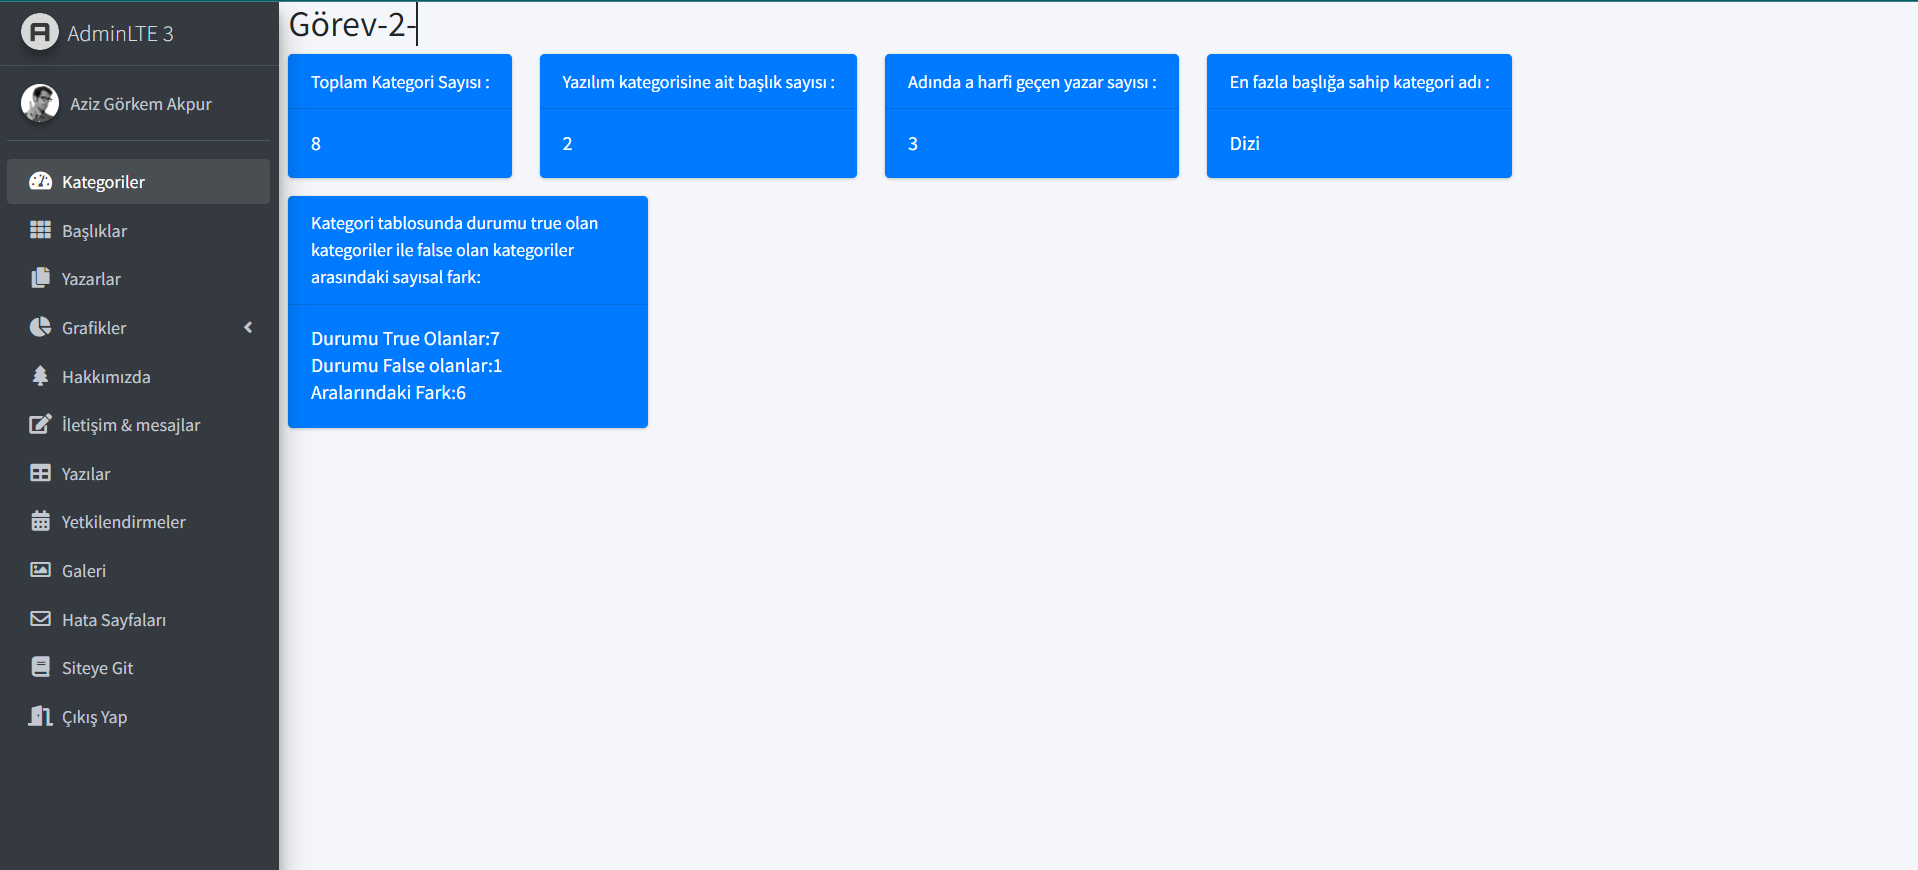 AdminLTE 3
Aziz Görkem Akpur
Kategoriler
Başlıklar
Yazarlar
Grafikler
Hakkımızda
İletişim & mesajlar
Yazılar
Yetkilendirmeler
Galeri
Hata Sayfaları
Siteye Git
Çıkış Yap
Görev-2-
Toplam Kategori Sayısı :
8
Yazılım kategorisine ait başlık sayısı :
2
Adında a harfi geçen yazar sayısı :
3
En fazla başlığa sahip kategori adı :
Dizi
Kategori tablosunda durumu true olan
kategoriler ile false olan kategoriler
arasındaki sayısal fark:
Durumu True Olanlar:7
Durumu False olanlar:1
Aralarındaki Fark:6